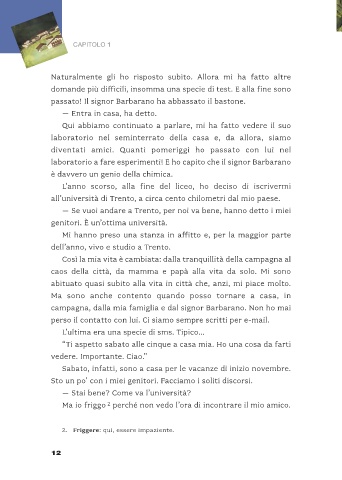 CAPITOLO 1
Naturalmente gli ho risposto subito. Allora mi ha fatto altre
domande più difficili, insomma una specie di test. E alla fine sono
passato! Il signor Barbarano ha abbassato il bastone.
— Entra in casa, ha detto.
Qui abbiamo continuato a parlare, mi ha fatto vedere il suo
laboratorio nel seminterrato della casa e, da allora, siamo
diventati amici. Quanti pomeriggi ho passato con lui nel
laboratorio a fare esperimenti! E ho capito che il signor Barbarano
è davvero un genio della chimica.
L’anno scorso, alla fine del liceo, ho deciso di iscrivermi
all’università di Trento, a circa cento chilometri dal mio paese.
— Se vuoi andare a Trento, per noi va bene, hanno detto i miei
genitori. È un’ottima università.
Mi hanno preso una stanza in affitto e, per la maggior parte
dell’anno, vivo e studio a Trento.
Così la mia vita è cambiata: dalla tranquillità della campagna al
caos della città, da mamma e papà alla vita da solo. Mi sono
abituato quasi subito alla vita in città che, anzi, mi piace molto.
Ma sono anche contento quando posso tornare a casa, in
campagna, dalla mia famiglia e dal signor Barbarano. Non ho mai
perso il contatto con lui. Ci siamo sempre scritti per e-mail.
L’ultima era una specie di sms. Tipico...
“Ti aspetto sabato alle cinque a casa mia. Ho una cosa da farti
vedere. Importante. Ciao.”
Sabato, infatti, sono a casa per le vacanze di inizio novembre.
Sto un po’ con i miei genitori. Facciamo i soliti discorsi.
— Stai bene? Come va l’università?
Ma io friggo 2 perché non vedo l’ora di incontrare il mio amico.
2. Friggere: qui, essere impaziente.
12